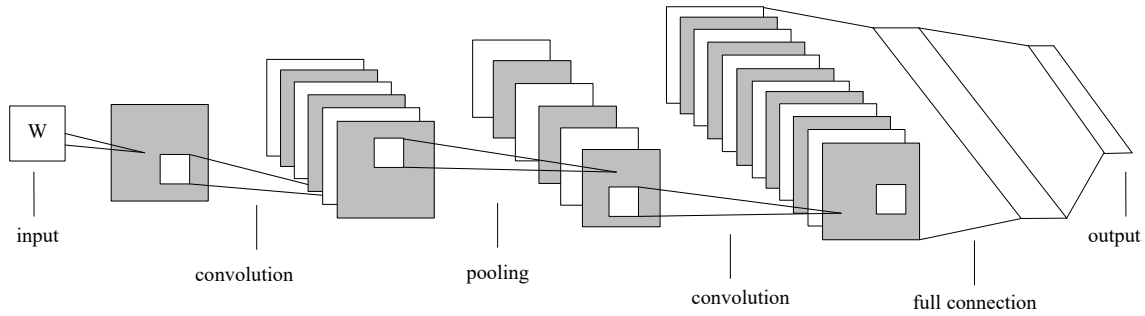 W
input
convolution
pooling
convolution
full connection
output